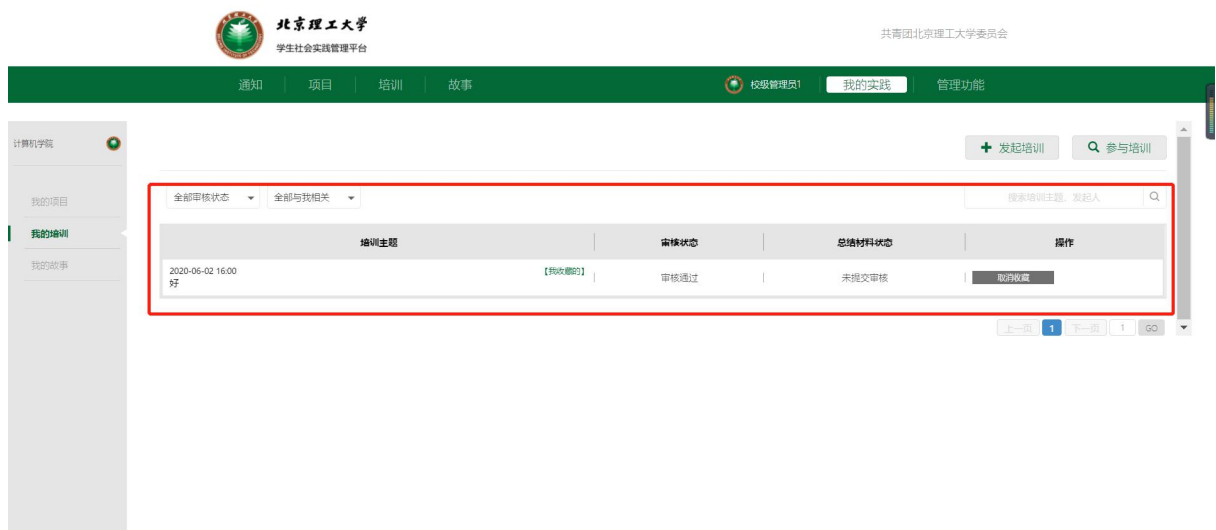 北京理工大学
学生社会实践管理平台
共青团北京理工大学委员会
通知 项目 培训 故事 校级管理员1 我的实践 管理功能
计算机学院
发起培训 参与培训
我的项目
我的培训
我的故事
全部审核状态 全部与我相关 搜索培训主题，发起人
培训主题 审核状态 总结材料状态 操作
2020-06-02 16:00 【我收藏的】 审核通过 未提交审核 取消收藏
好
上一页 1 下一页 1 GO